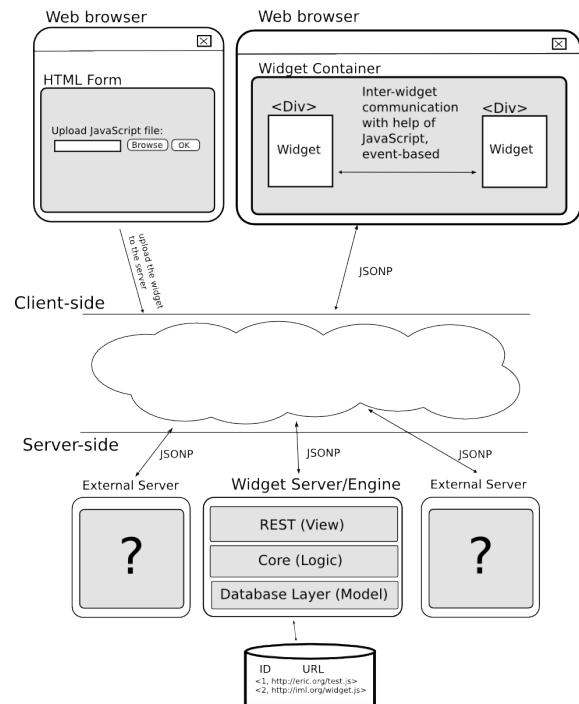 Web browser
Web browser
HTML Form
Upload JavaScript file:
Browse
OK
Widget Container
<Div>
Widget
Inter-widget
communication
with help of
JavaScript,
event-based
<Div>
Widget
upload the widget
to the server
JSONP
Client-side
Server-side
JSONP
JSONP
JSONP
External Server
?
Widget Server/Engine
REST (View)
Core (Logic)
Database Layer (Model)
External Server
?
ID URL
<1, http://eric.org/test.js>
<2, http://iml.org/widget.js>